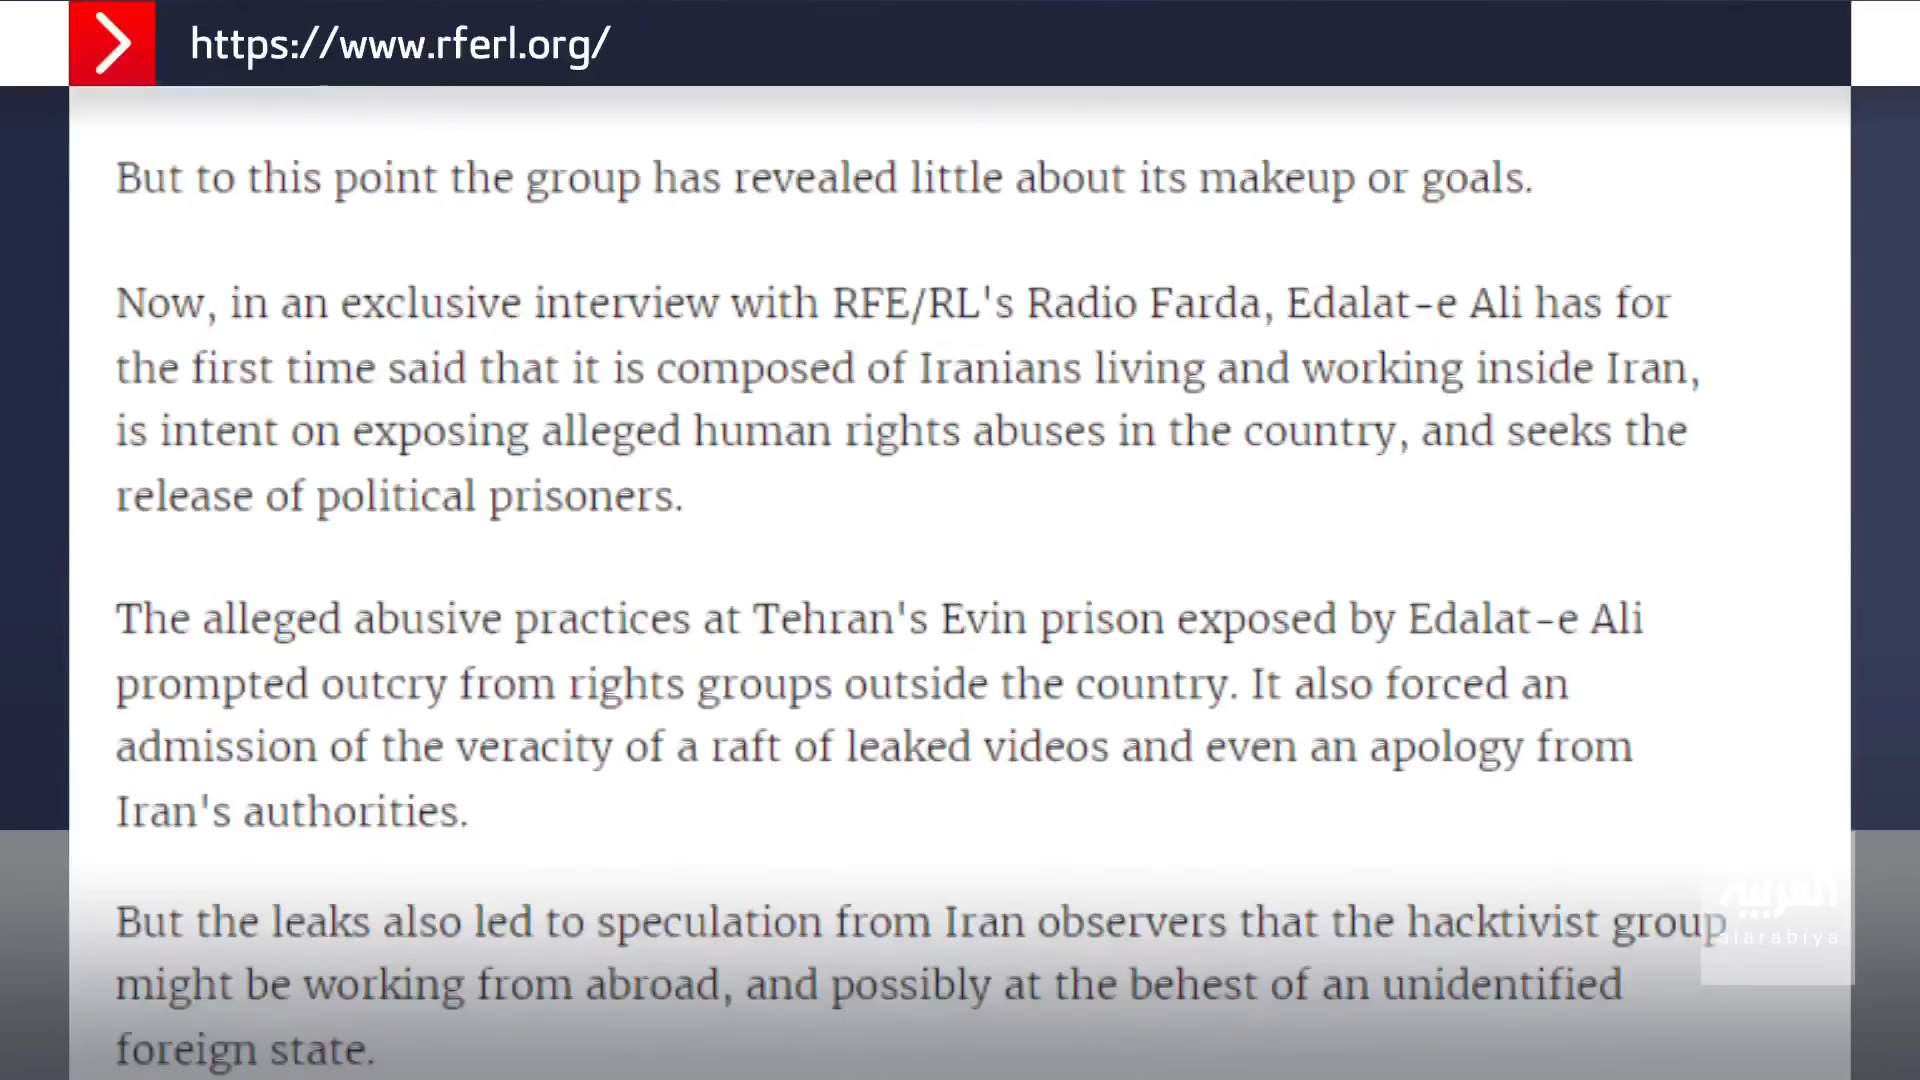 https://www.rferl.org/
But to this point the group has revealed little about its makeup or goals.
Now, in an exclusive interview with RFE/RL's Radio Farda, Edalat-e Ali has for
the first time said that it is composed of Iranians living and working inside Iran,
is intent on exposing alleged human rights abuses in the country, and seeks the
release of political prisoners.
The alleged abusive practices at Tehran's Evin prison exposed by Edalat-e Ali
prompted outcry from rights groups outside the country. It also forced an
admission of the veracity of a raft of leaked videos and even an apology from
Iran's authorities.
But the leaks also led to speculation from Iran observers that the hacktivist group
might be working from abroad, and possibly at the behest of an unidentified
foreign state.
العربية
alarabiya